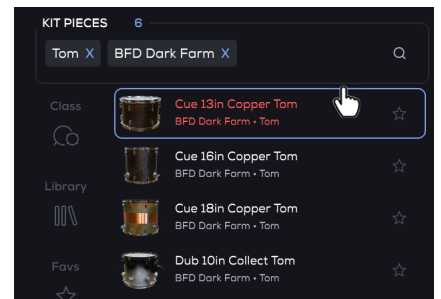 KIT PIECES 6
Tom X BFD Dark Farm X
Class
Cue 13in Copper Tom
BFD Dark Farm • Tom
Cue 16in Copper Tom
BFD Dark Farm • Tom
Library
Cue 18in Copper Tom
BFD Dark Farm • Tom
Favs
Dub 10in Collect Tom
BFD Dark Farm • Tom